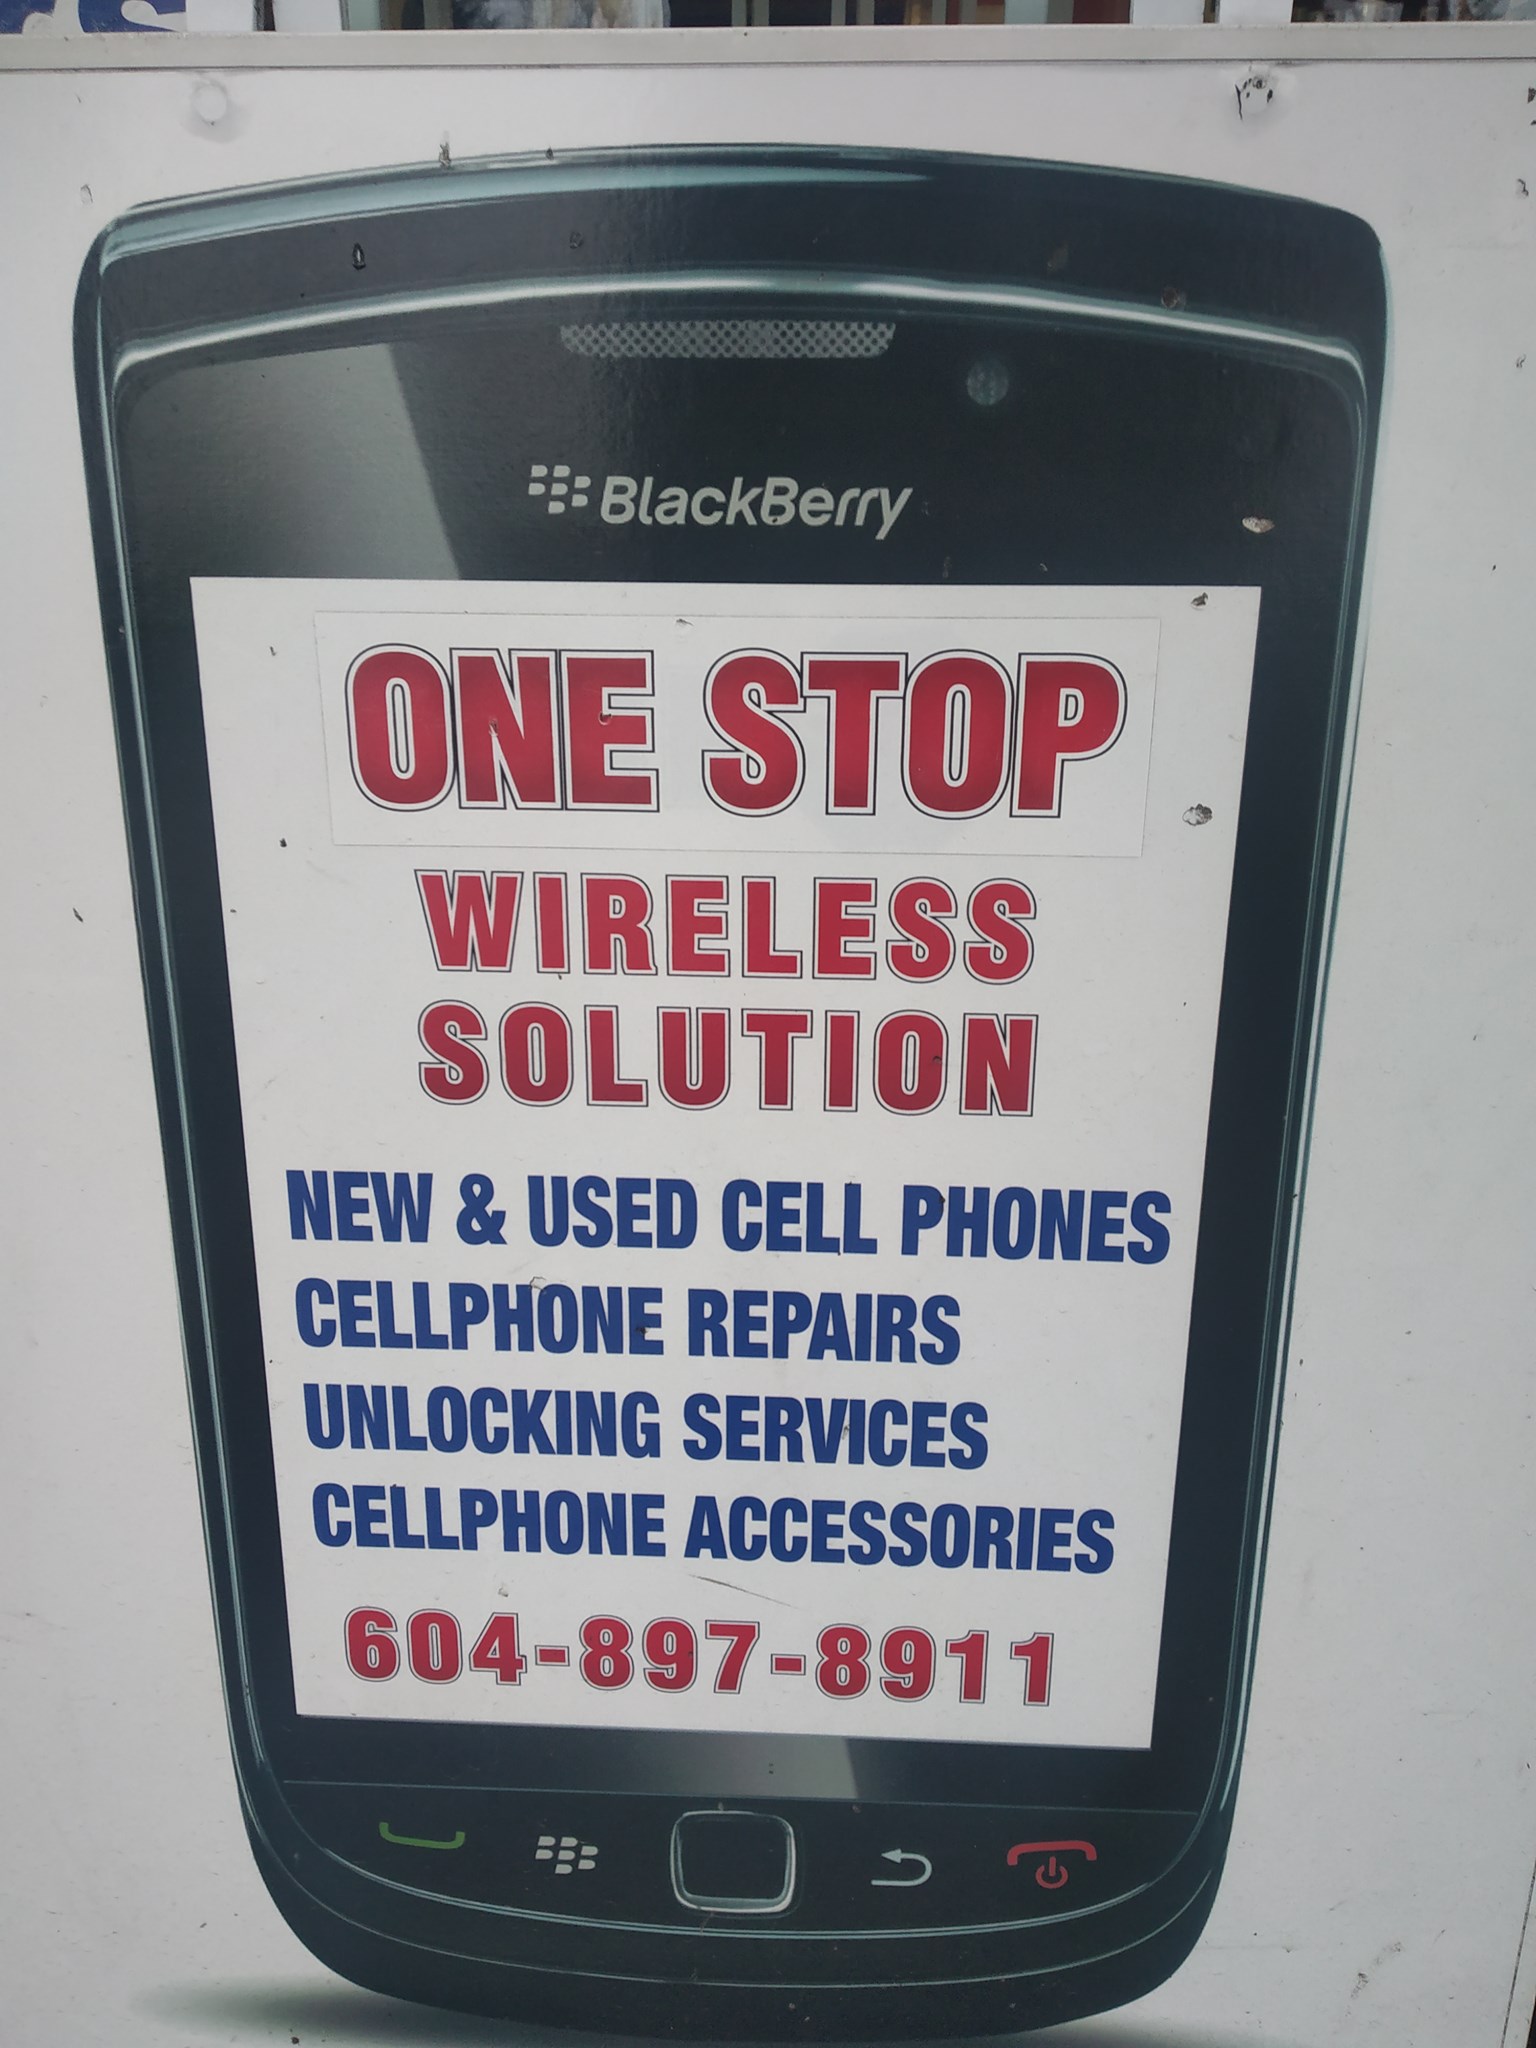 BlackBerry
ONE STOP
WIRELESS
SOLUTION
NEW & USED CELL PHONES
CELLPHONE REPAIRS
UNLOCKING SERVICES
CELLPHONE ACCESSORIES
604-897-8911